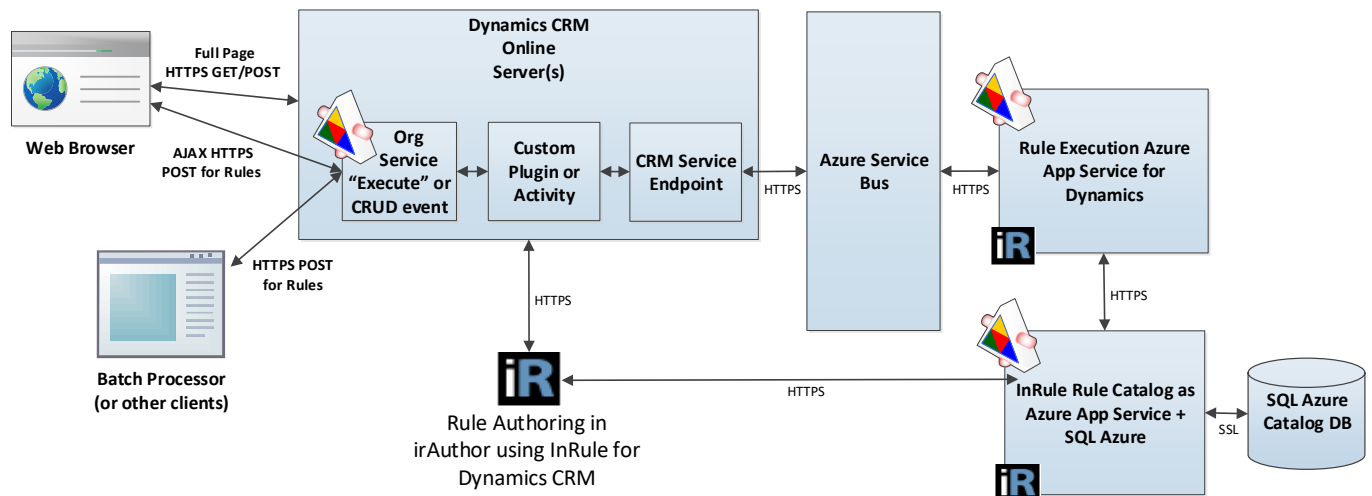 Dynamics CRM
Online
Server(s)
Full Page
HTTPS GET/POST
Web Browser
AJAX HTTPS
POST for Rules
Org
Service
“Execute” or
CRUD event
Custom
Plugin or
Activity
CRM Service
Endpoint
HTTPS
Azure Service
Bus
HTTPS
Rule Execution Azure
App Service for
Dynamics
iR
HTTPS POST
for Rules
Batch Processor
(or other clients)
HTTPS
HTTPS
iR
Rule Authoring in
irAuthor using InRule for
Dynamics CRM
HTTPS
InRule Rule Catalog as
Azure App Service +
SQL Azure
iR
SSL
SQL Azure
Catalog DB